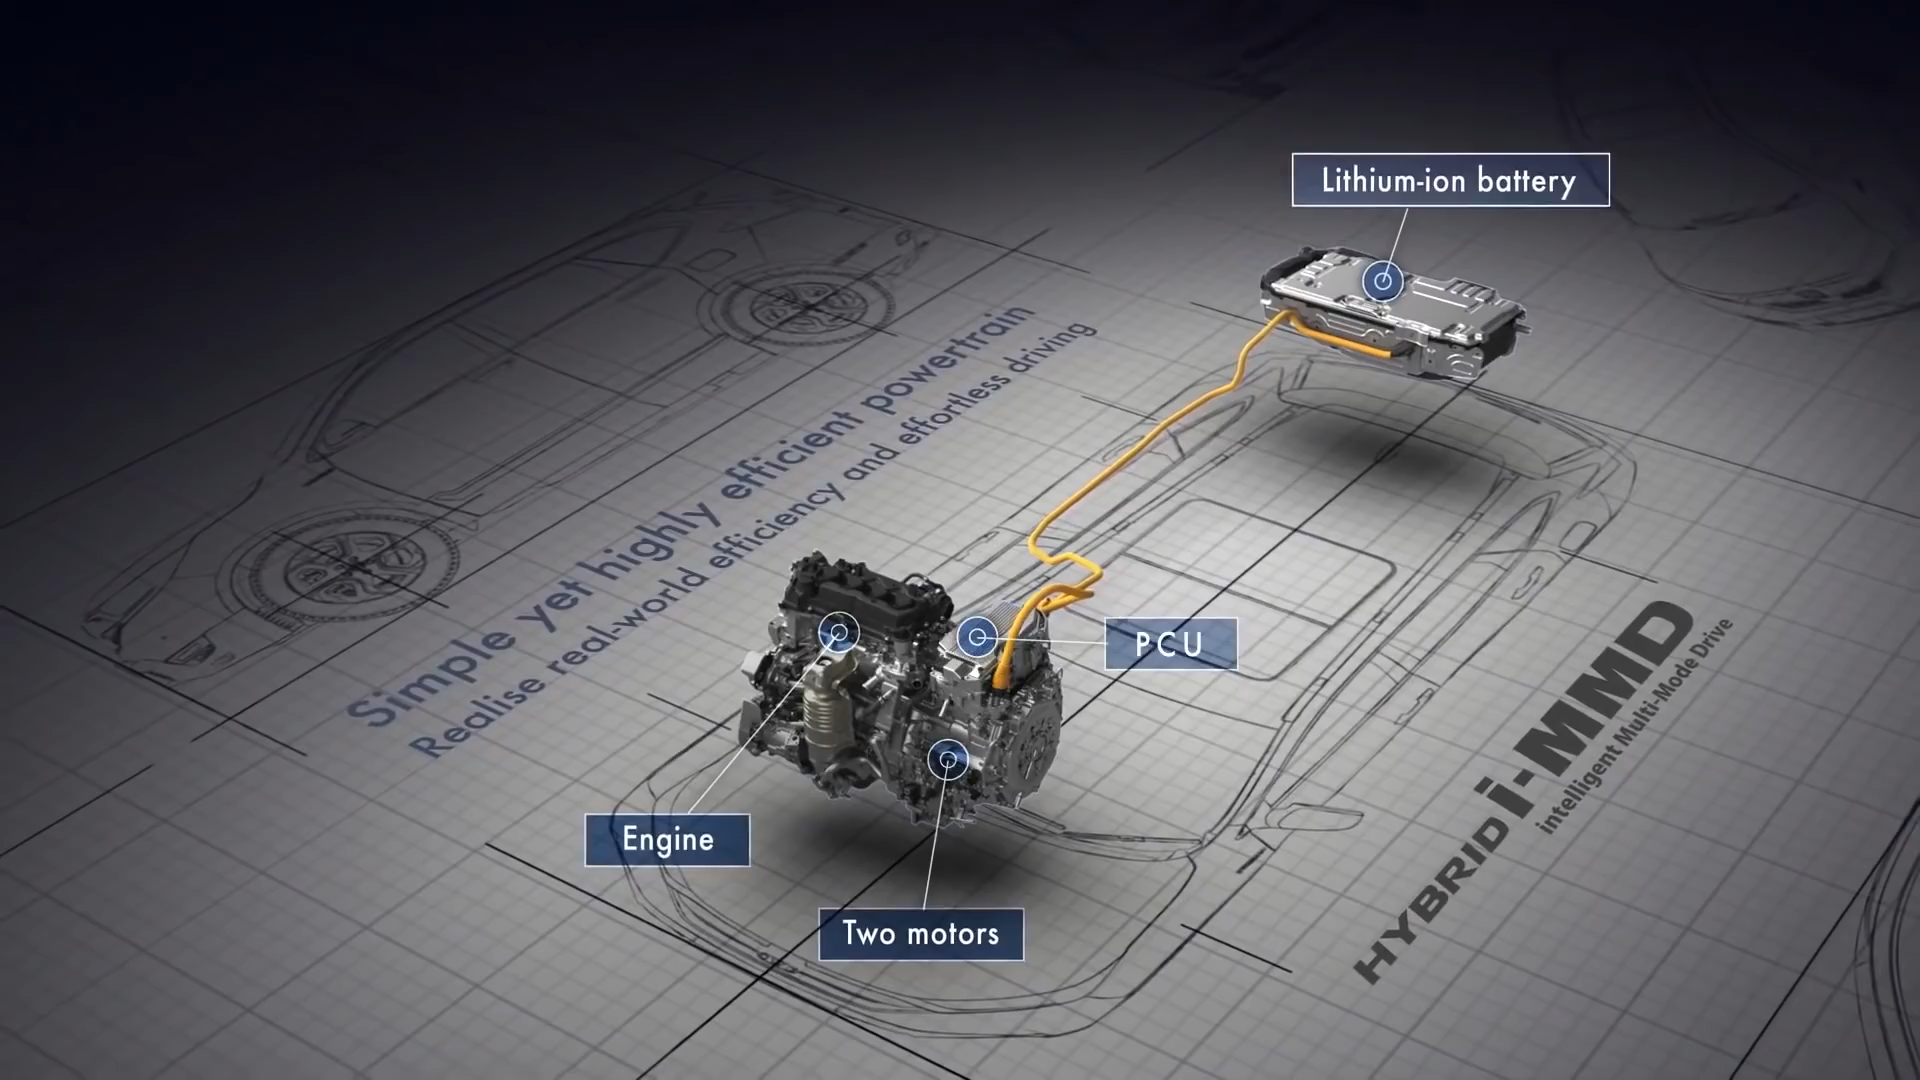 Lithium-ion battery
Simple yet highly efficient powertrain
Realise real-world efficiency and effortless driving
PCU
Engine
Two motors
HYBRID i-MMD
intelligent Multi-Mode Drive